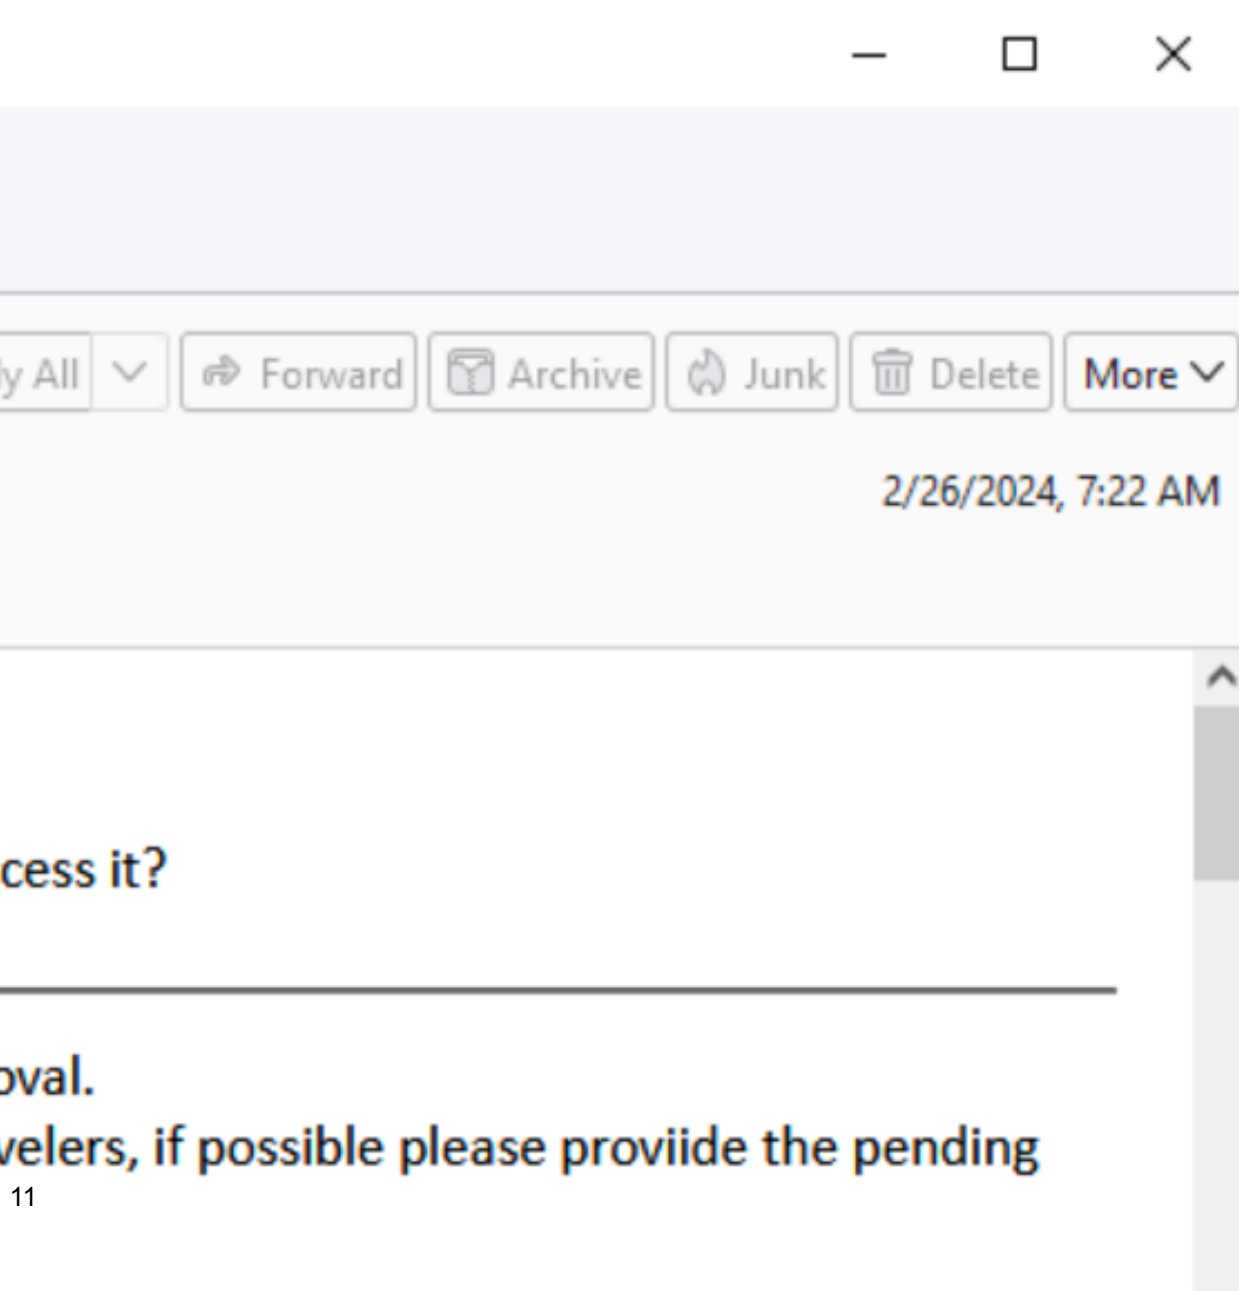 y All Forward Archive Junk Delete More
2/26/2024, 7:22 AM
cess it?
oval.
velers, if possible please proviide the pending
11